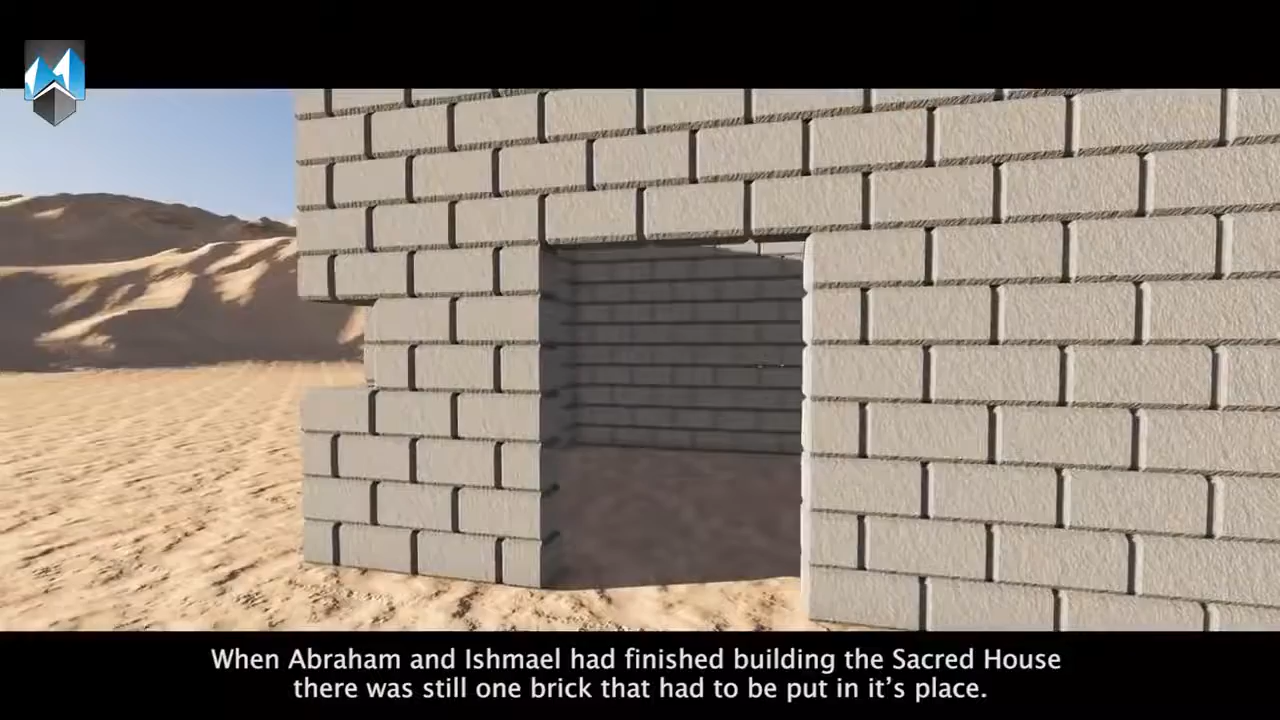 When Abraham and Ishmael had finished building the Sacred House
there was still one brick that had to be put in it's place.